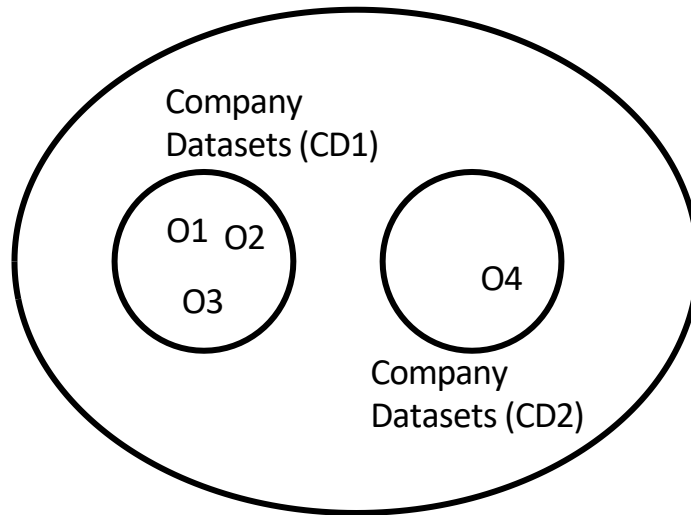 Company
Datasets (CD1)
O1 O2
O3
O4
Company
Datasets (CD2)